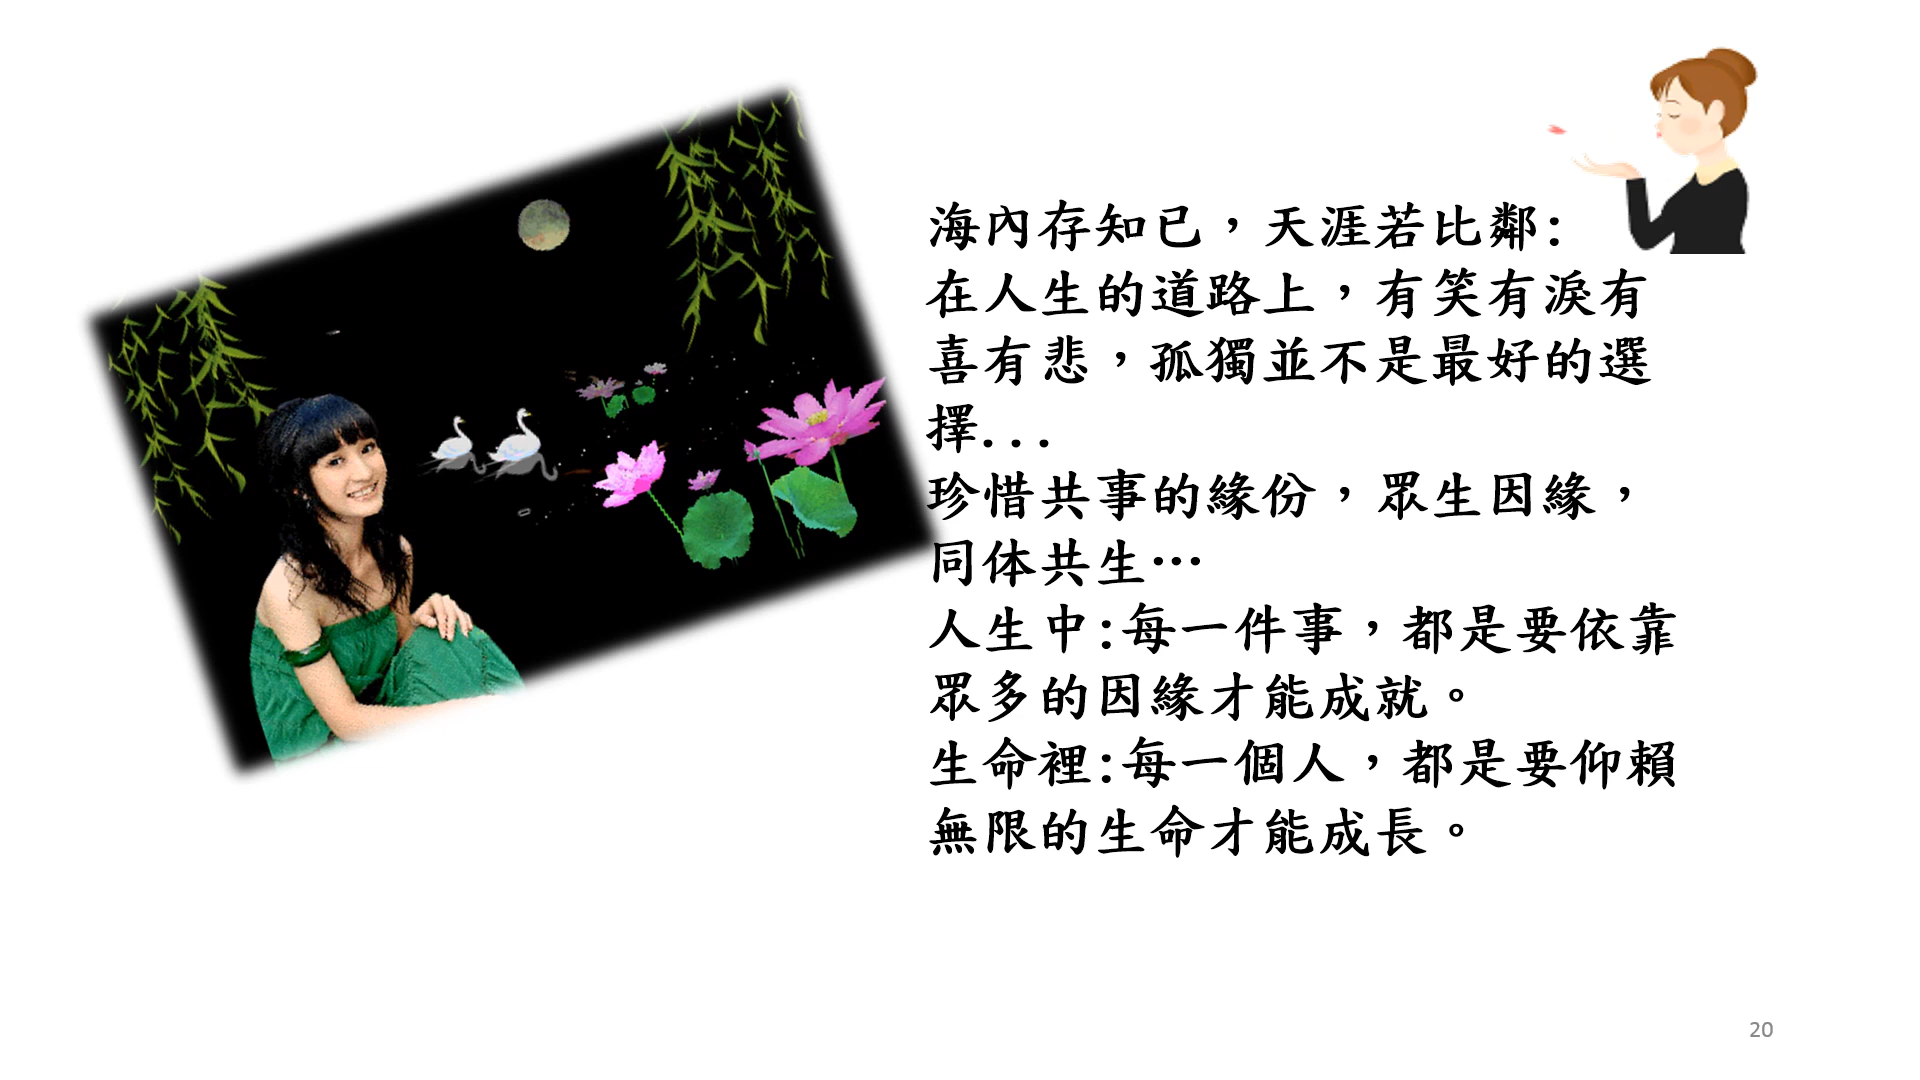 海內存知已，天涯若比鄰:
在人生的道路上，有笑有淚有
喜有悲，孤獨並不是最好的選
擇...
珍惜共事的緣份，眾生因緣，
同体共生…
人生中:每一件事，都是要依靠
眾多的因緣才能成就。
生命裡:每一個人，都是要仰賴
無限的生命才能成長。
20